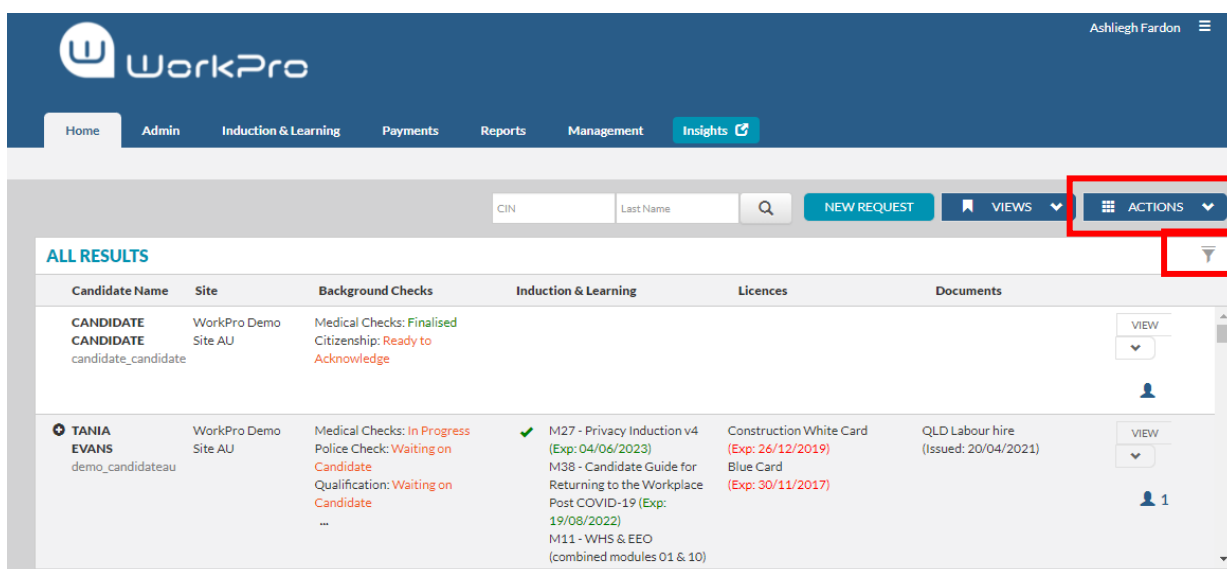 Ashliegh Fardon
WorkPro
Home Admin Induction & Learning Payments Reports Management Insights
CIN Last Name NEW REQUEST VIEWS ACTIONS
ALL RESULTS
Candidate Name Site Background Checks Induction & Learning Licences Documents
CANDIDATE WorkPro Demo Medical Checks: Finalised VIEW
CANDIDATE Site AU Citizenship: Ready to
candidate_candidate Acknowledge
TANIA WorkPro Demo Medical Checks: In Progress M27 - Privacy Induction v4 Construction White Card QLD Labour hire VIEW
EVANS Site AU Police Check: Waiting on (Exp: 04/06/2023) (Exp: 26/12/2019) (Issued: 20/04/2021)
demo_candidateau Candidate M38 - Candidate Guide for Blue Card
Qualification: Waiting on Returning to the Workplace (Exp: 30/11/2017)
Candidate Post COVID-19 (Exp: 1
... 19/08/2022)
M11 - WHS & EEO
(combined modules 01 & 10)